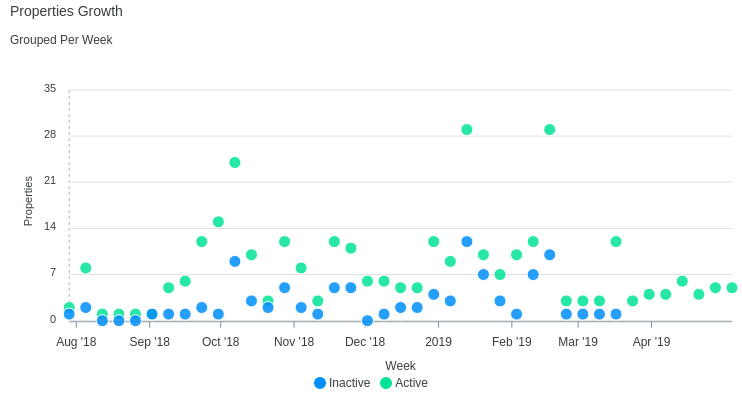 Properties Growth
Grouped Per Week
35
28
21
14
7
0
Properties
Aug '18 Sep '18 Oct '18 Nov '18 Dec '18 2019 Feb '19 Mar '19 Apr '19
Week
Inactive Active